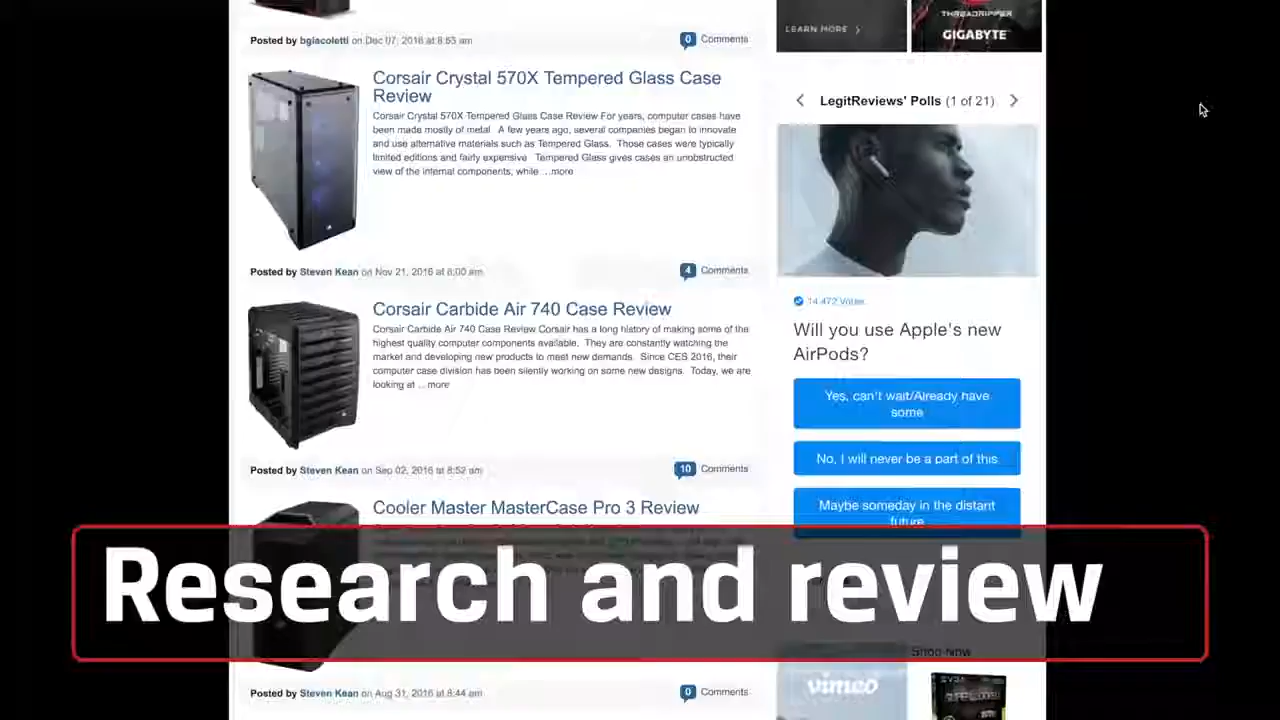 Posted by bgiacoletti on Dec 07, 2016 at 8:53 am
0 Comments
Corsair Crystal 570X Tempered Glass Case
Review
Corsair Crystal 570X Tempered Glass Case Review For years, computer cases have
been made mostly of metal. A few years ago, several companies began to innovate
and use alternative materials such as Tempered Glass. Those cases were typically
limited editions and fairly expensive. Tempered Glass gives cases an unobstructed
view of the internal components, while ...more
Posted by Steven Kean on Nov 21, 2016 at 8:00 am
4 Comments
Corsair Carbide Air 740 Case Review
Corsair Carbide Air 740 Case Review Corsair has a long history of making some of the
highest quality computer components available. They are constantly watching the
market and developing new products to meet new demands. Since CES 2016, their
computer case division has been silently working on some new designs. Today, we are
looking at ...more
Posted by Steven Kean on Sep 02, 2016 at 8:52 am
10 Comments
Cooler Master MasterCase Pro 3 Review
Posted by Steven Kean on Aug 31, 2016 at 8:44 am
0 Comments
LEARN MORE
THREADRIPPER
GIGABYTE
LegitReviews' Polls (1 of 21)
14,472 Votes
Will you use Apple's new
AirPods?
Yes, can't wait/Already have
some
No, I will never be a part of this
Maybe someday in the distant
future
Shop Now
vimeo
EVGA
Research and review